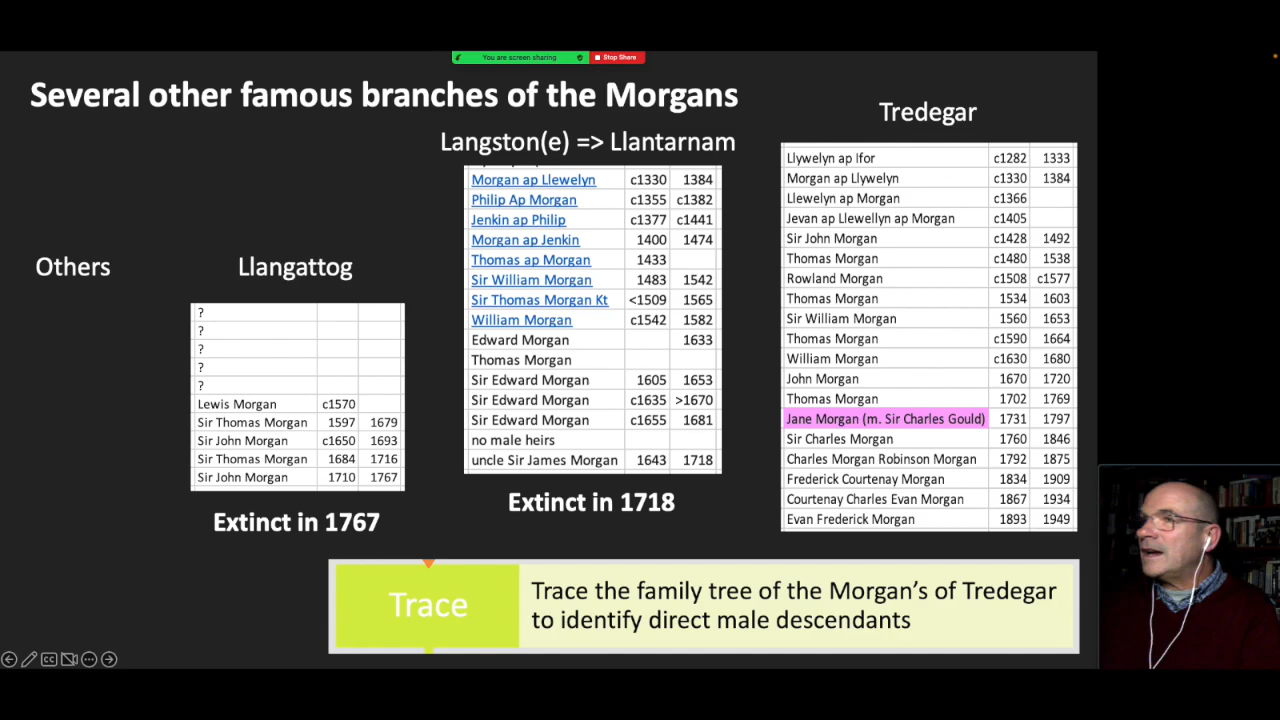 You are screen sharing
Stop Share
Several other famous branches of the Morgans
Others
Llangattog
?
?
?
?
?
Lewis Morgan c1570
Sir Thomas Morgan 1597 1679
Sir John Morgan c1650 1693
Sir Thomas Morgan 1684 1716
Sir John Morgan 1710 1767
Extinct in 1767
Langston(e) => Llantarnam
Morgan ap Llewelyn c1330 1384
Philip Ap Morgan c1355 c1382
Jenkin ap Philip c1377 c1441
Morgan ap Jenkin 1400 1474
Thomas ap Morgan 1433
Sir William Morgan 1483 1542
Sir Thomas Morgan Kt <1509 1565
William Morgan c1542 1582
Edward Morgan 1633
Thomas Morgan
Sir Edward Morgan 1605 1653
Sir Edward Morgan c1635 >1670
Sir Edward Morgan c1655 1681
no male heirs
uncle Sir James Morgan 1643 1718
Extinct in 1718
Tredegar
Llywelyn ap Ifor c1282 1333
Morgan ap Llywelyn c1330 1384
Llewelyn ap Morgan c1366
Jevan ap Llewellyn ap Morgan c1405
Sir John Morgan c1428 1492
Thomas Morgan c1480 1538
Rowland Morgan c1508 c1577
Thomas Morgan 1534 1603
Sir William Morgan 1560 1653
Thomas Morgan c1590 1664
William Morgan c1630 1680
John Morgan 1670 1720
Thomas Morgan 1702 1769
Jane Morgan (m. Sir Charles Gould) 1731 1797
Sir Charles Morgan 1760 1846
Charles Morgan Robinson Morgan 1792 1875
Frederick Courtenay Morgan 1834 1909
Courtenay Charles Evan Morgan 1867 1934
Evan Frederick Morgan 1893 1949
Trace
Trace the family tree of the Morgan's of Tredegar
to identify direct male descendants
CC